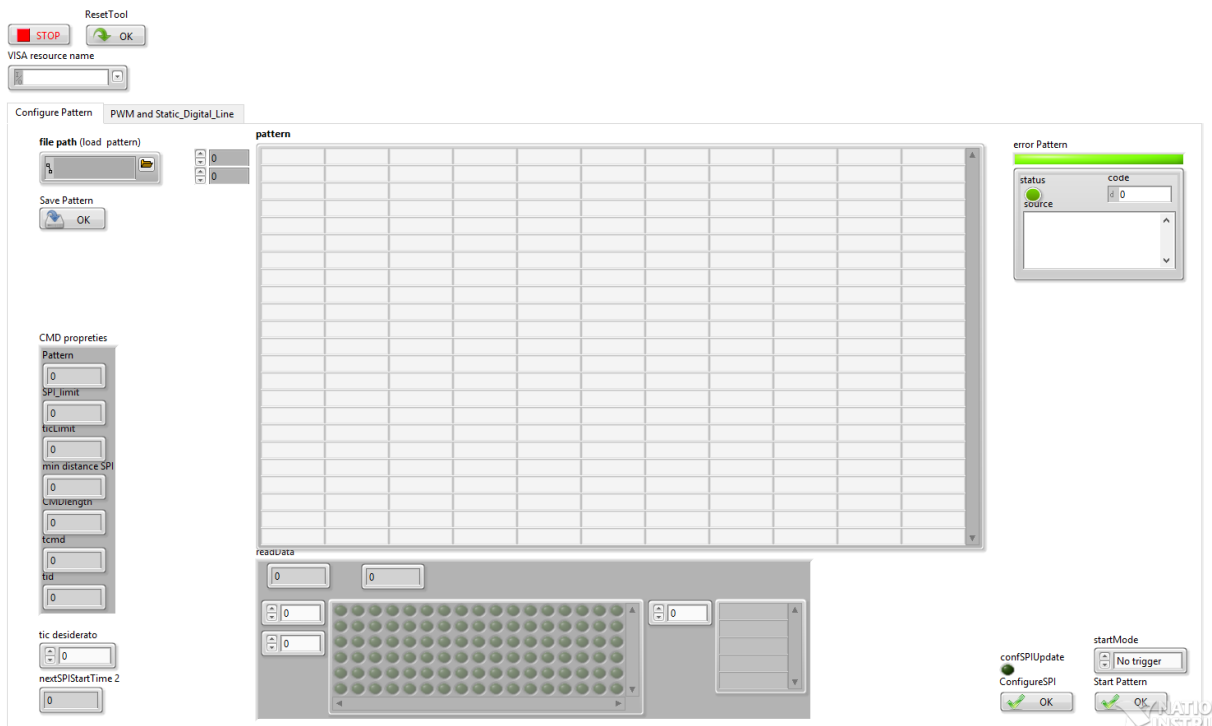 ResetTool
STOP
OK
VISA resource name
Configure Pattern
PWM and Static_Digital_Line
file path (load pattern)
0
0
pattern
error Pattern
status
code
d 0
source
Save Pattern
OK
CMD propreties
Pattern
0
SPI_limit
0
ticLimit
0
min distance SPI
0
CMDlength
0
tcmd
0
tid
0
readData
0
0
0
0
0
tic desiderato
0
nextSPIStartTime 2
0
startMode
No trigger
confSPIUpdate
ConfigureSPI
OK
Start Pattern
OK
NATIO
INSTRU